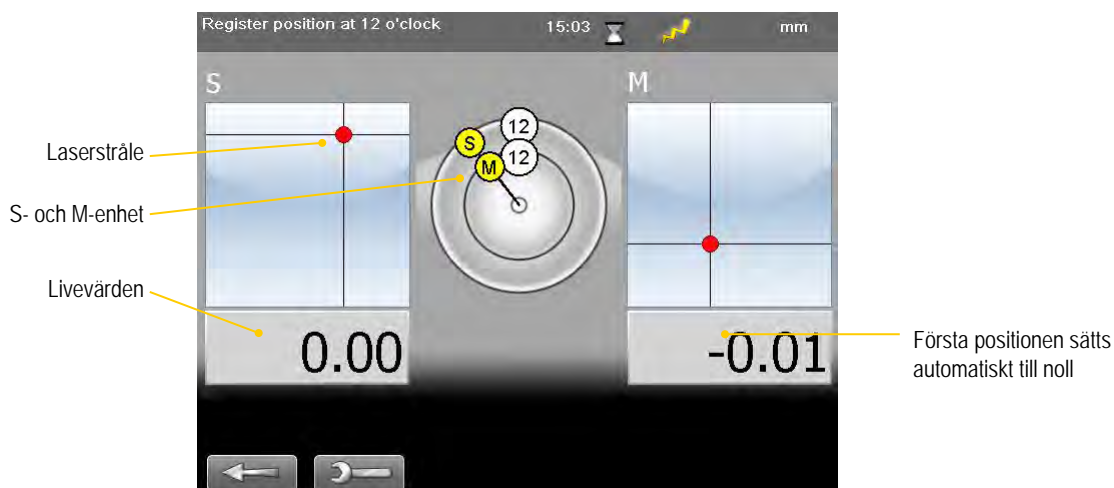 Register position at 12 o'clock 15:03 mm
S M
12
S
12
M
Laserstråle
S- och M-enhet
Livevärden
0.00 -0.01
Första positionen sätts
automatiskt till noll